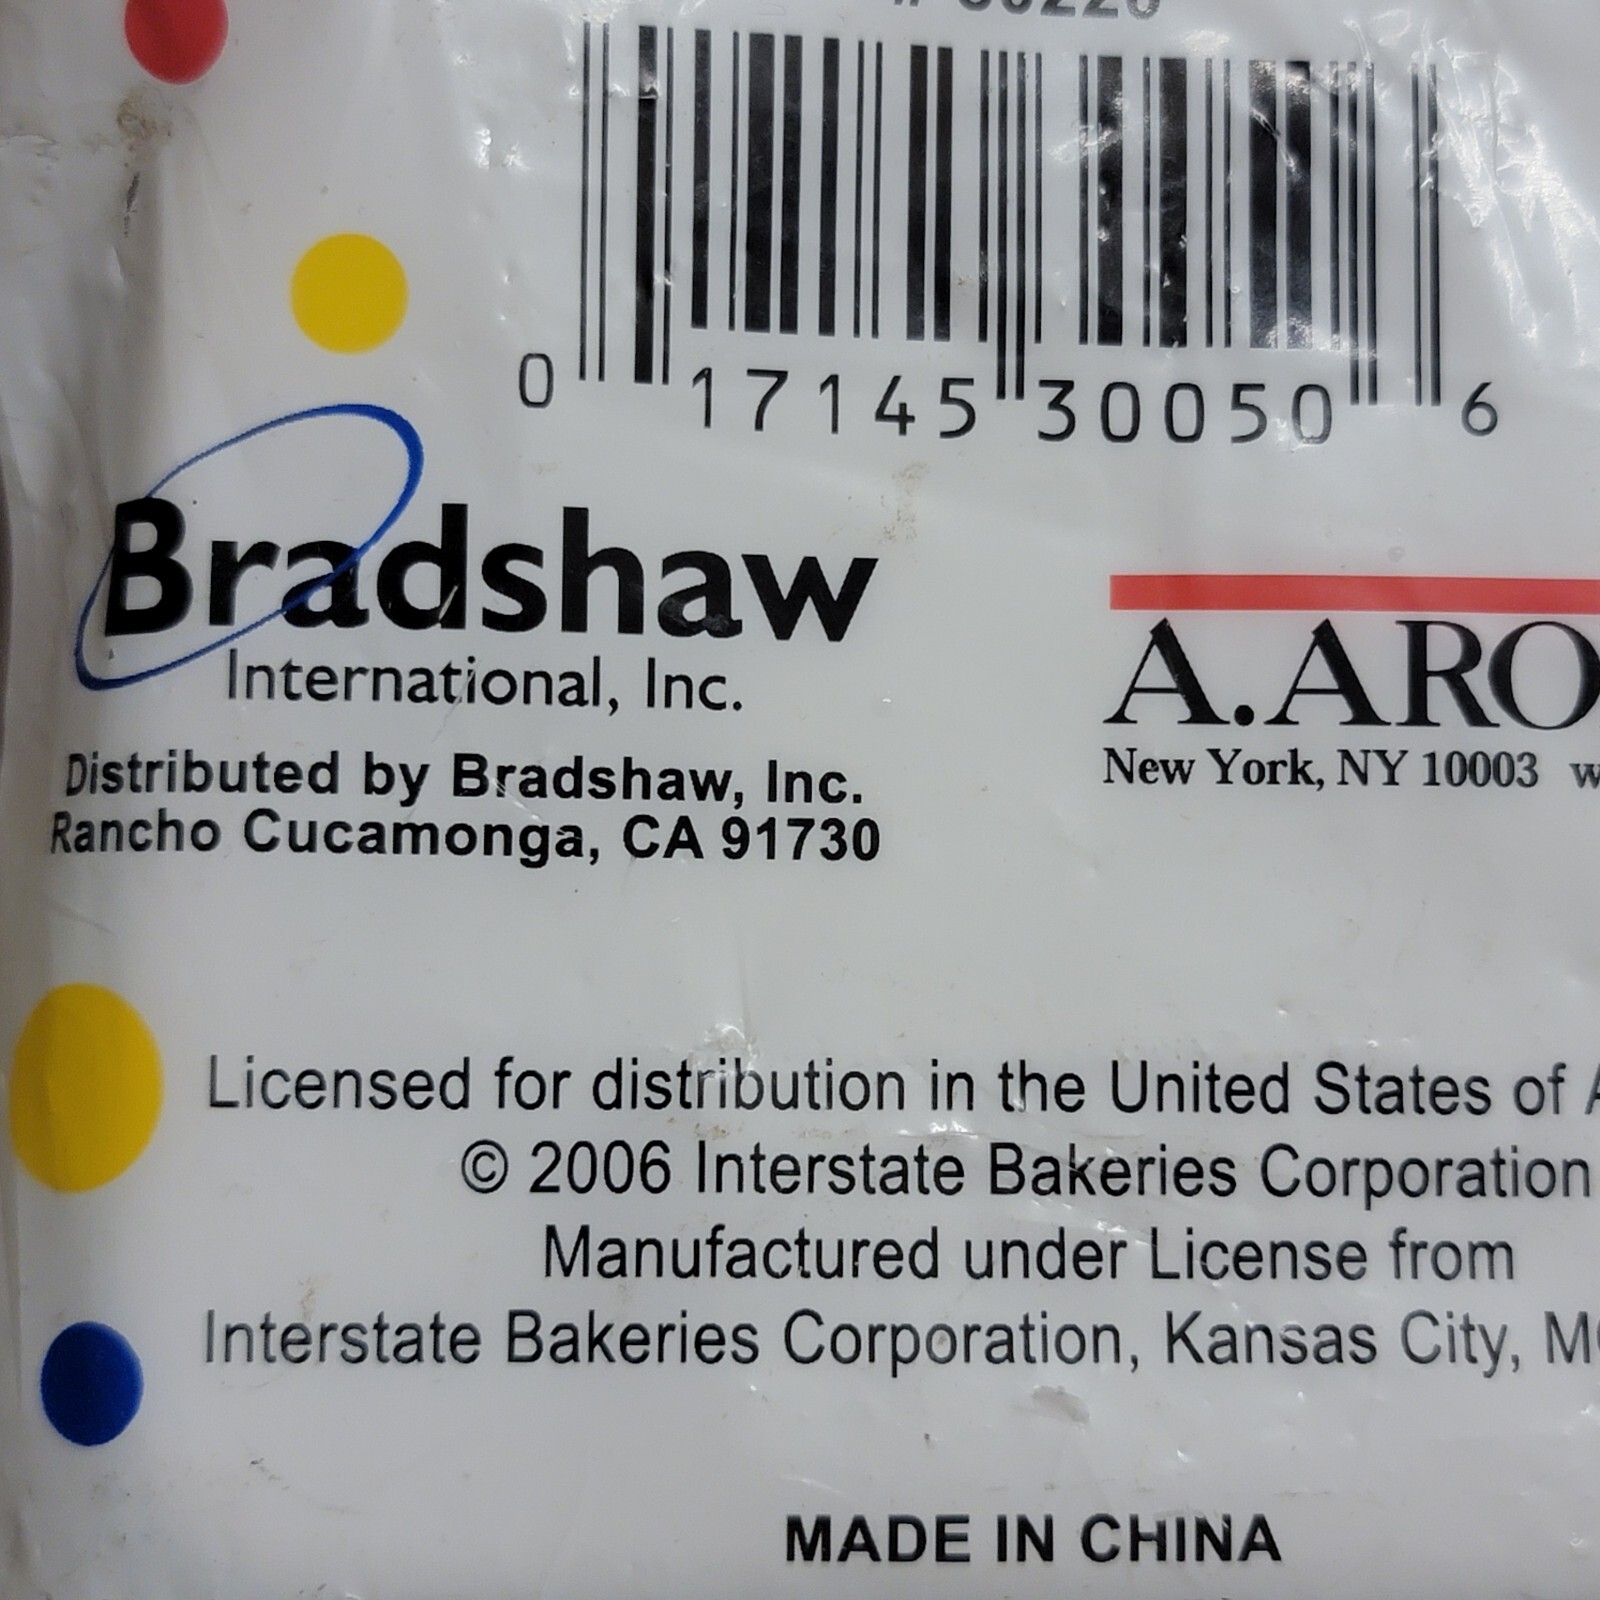 0 17145 30050 6
Bradshaw
International, Inc.
Distributed by Bradshaw, Inc.
Rancho Cucamonga, CA 91730
A.ARO
New York, NY 10003 w
Licensed for distribution in the United States of A
© 2006 Interstate Bakeries Corporation
Manufactured under License from
Interstate Bakeries Corporation, Kansas City, MO
MADE IN CHINA